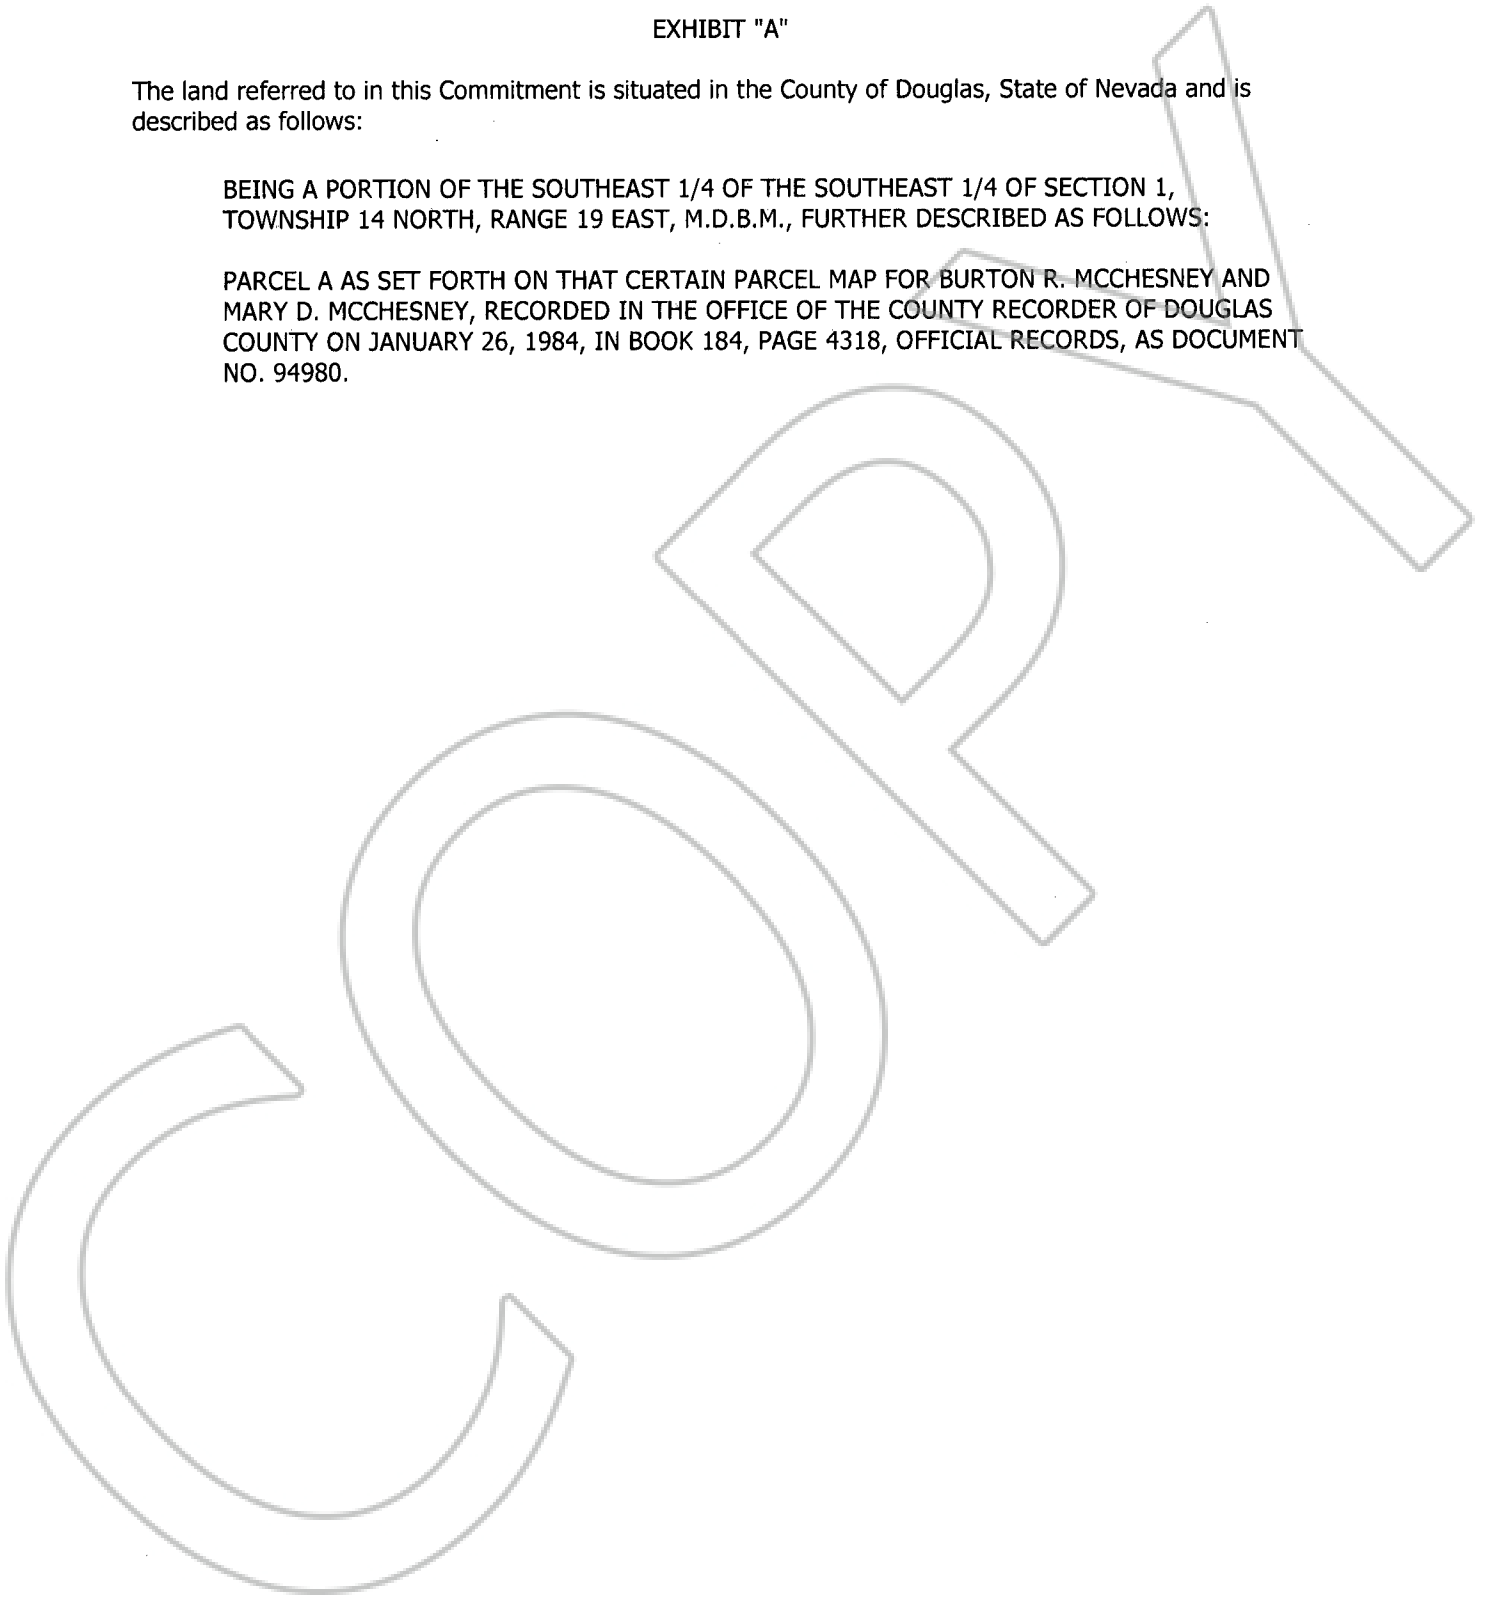 EXHIBIT "A"
The land referred to in this Commitment is situated in the County of Douglas, State of Nevada and is
described as follows:
BEING A PORTION OF THE SOUTHEAST 1/4 OF THE SOUTHEAST 1/4 OF SECTION 1,
TOWNSHIP 14 NORTH, RANGE 19 EAST, M.D.B.M., FURTHER DESCRIBED AS FOLLOWS:
PARCEL A AS SET FORTH ON THAT CERTAIN PARCEL MAP FOR BURTON R. MCCHESNEY AND
MARY D. MCCHESNEY, RECORDED IN THE OFFICE OF THE COUNTY RECORDER OF DOUGLAS
COUNTY ON JANUARY 26, 1984, IN BOOK 184, PAGE 4318, OFFICIAL RECORDS, AS DOCUMENT
NO. 94980.
COPY